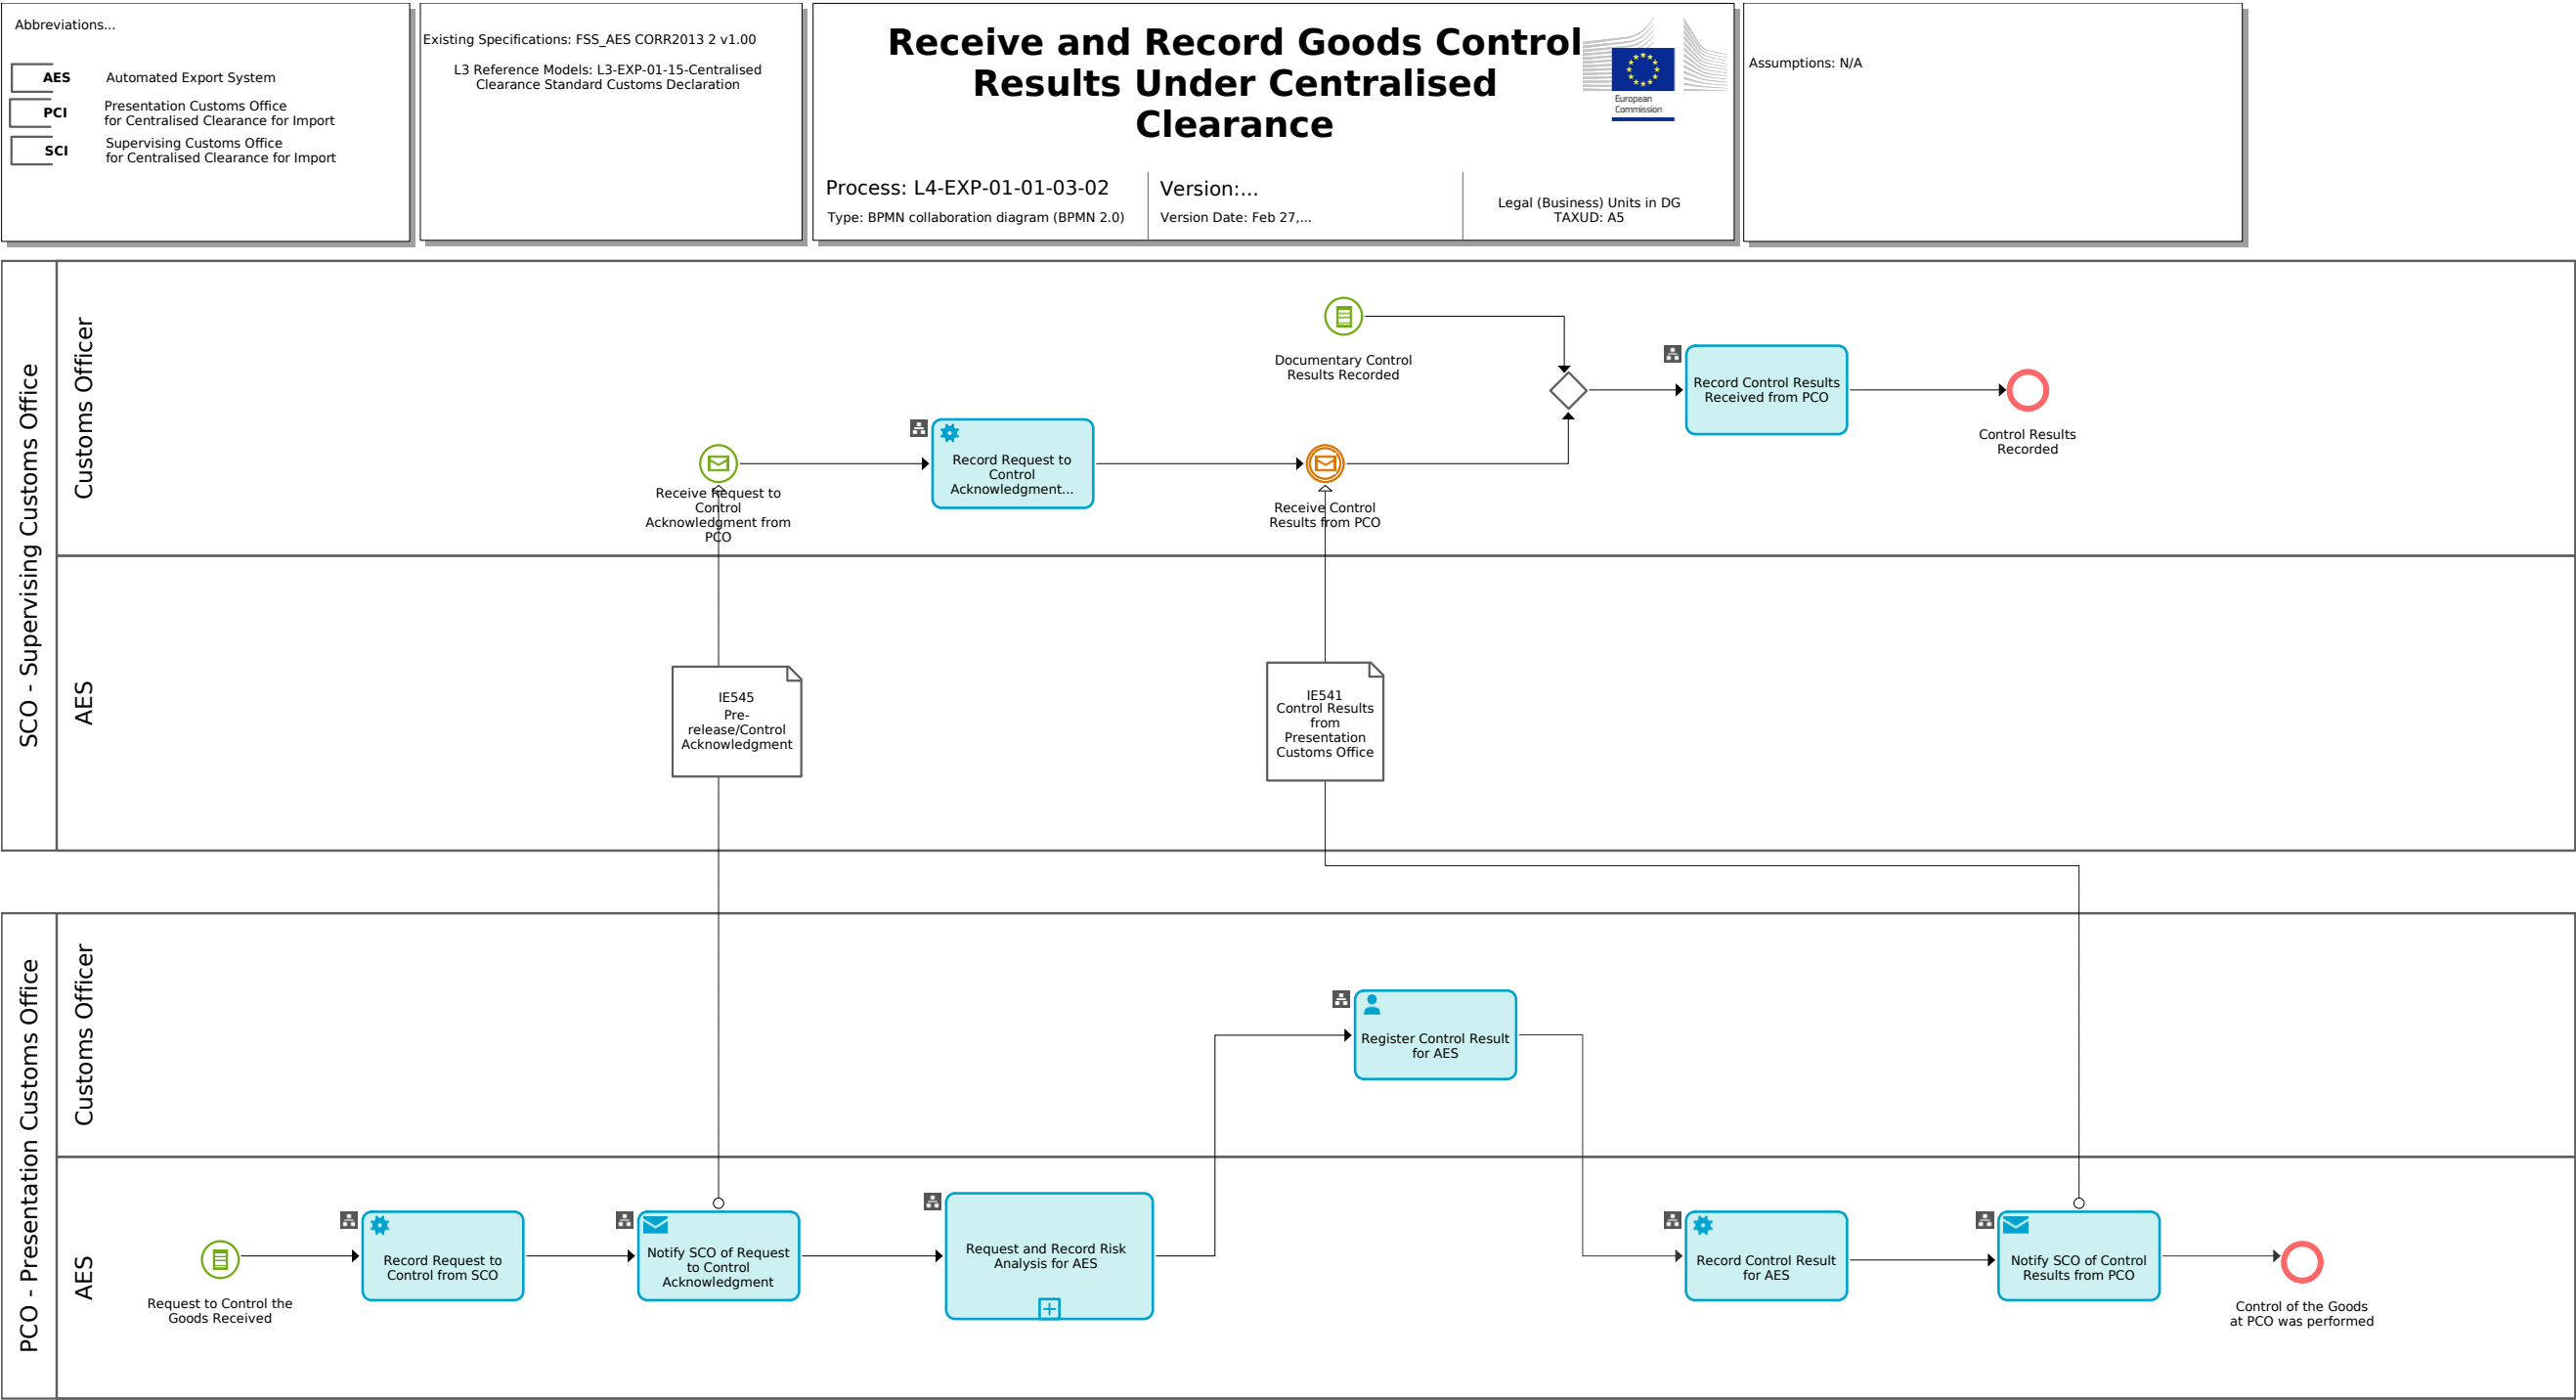 Abbreviations...
AES
Automated Export System
PCI
Presentation Customs Office
for Centralised Clearance for Import
SCI
Supervising Customs Office
for Centralised Clearance for Import
Existing Specifications: FSS_AES CORR2013 2 v1.00
L3 Reference Models: L3-EXP-01-15-Centralised
Clearance Standard Customs Declaration
Receive and Record Goods Control
Results Under Centralised
Clearance
European
Commission
Process: L4-EXP-01-01-03-02
Type: BPMN collaboration diagram (BPMN 2.0)
Version:...
Version Date: Feb 27,...
Legal (Business) Units in DG
TAXUD: A5
Assumptions: N/A
SCO - Supervising Customs Office
Customs Officer
Documentary Control
Results Recorded
Record Control Results
Received from PCO
Control Results
Recorded
Receive Request to
Control
Acknowledgment from
PCO
Record Request to
Control
Acknowledgment...
Receive Control
Results from PCO
AES
IE545
Pre-
release/Control
Acknowledgment
IE541
Control Results
from
Presentation
Customs Office
PCO - Presentation Customs Office
Customs Officer
Register Control Result
for AES
AES
Request to Control the
Goods Received
Record Request to
Control from SCO
Notify SCO of Request
to Control
Acknowledgment
Request and Record Risk
Analysis for AES
Record Control Result
for AES
Notify SCO of Control
Results from PCO
Control of the Goods
at PCO was performed